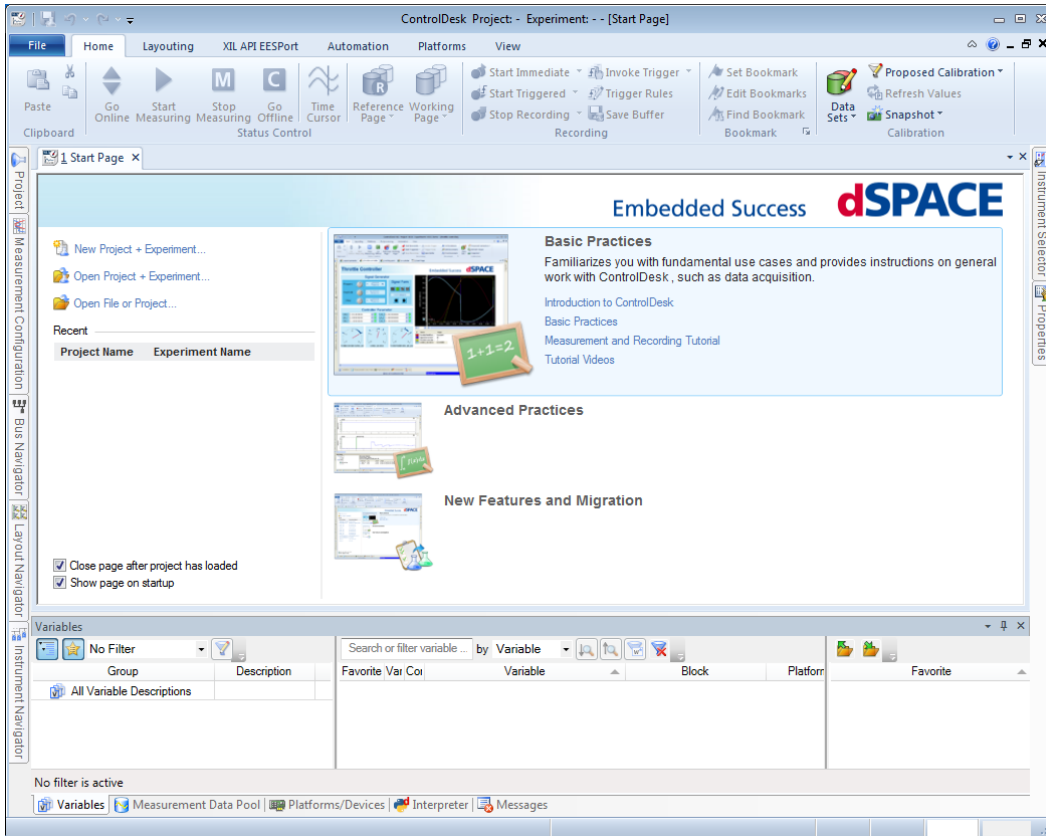 ControlDesk Project: - Experiment: - - [Start Page]
File Home Layouting XIL API EESPort Automation Platforms View
Paste
Clipboard
Go Online
Start Measuring
Stop Measuring
Go Offline
Status Control
Time Cursor
Reference Page
Working Page
Start Immediate Invoke Trigger
Start Triggered Trigger Rules
Stop Recording Save Buffer
Recording
Set Bookmark
Edit Bookmarks
Find Bookmark
Bookmark
Data Sets
Proposed Calibration
Refresh Values
Snapshot
Calibration
1 Start Page
Project
Measurement Configuration
Bus Navigator
Layout Navigator
Instrument Navigator
Instrument Selector
Properties
Embedded Success dSPACE
New Project + Experiment...
Open Project + Experiment...
Open File or Project...
Recent
Project Name Experiment Name
Close page after project has loaded
Show page on startup
1+1=2
Basic Practices
Familiarizes you with fundamental use cases and provides instructions on general
work with ControlDesk , such as data acquisition.
Introduction to ControlDesk
Basic Practices
Measurement and Recording Tutorial
Tutorial Videos
Advanced Practices
New Features and Migration
Variables
No Filter
Group Description
All Variable Descriptions
Search or filter variable ... by Variable
Favorite Var Cor Variable Block Platforn
Favorite
No filter is active
Variables Measurement Data Pool Platforms/Devices Interpreter Messages